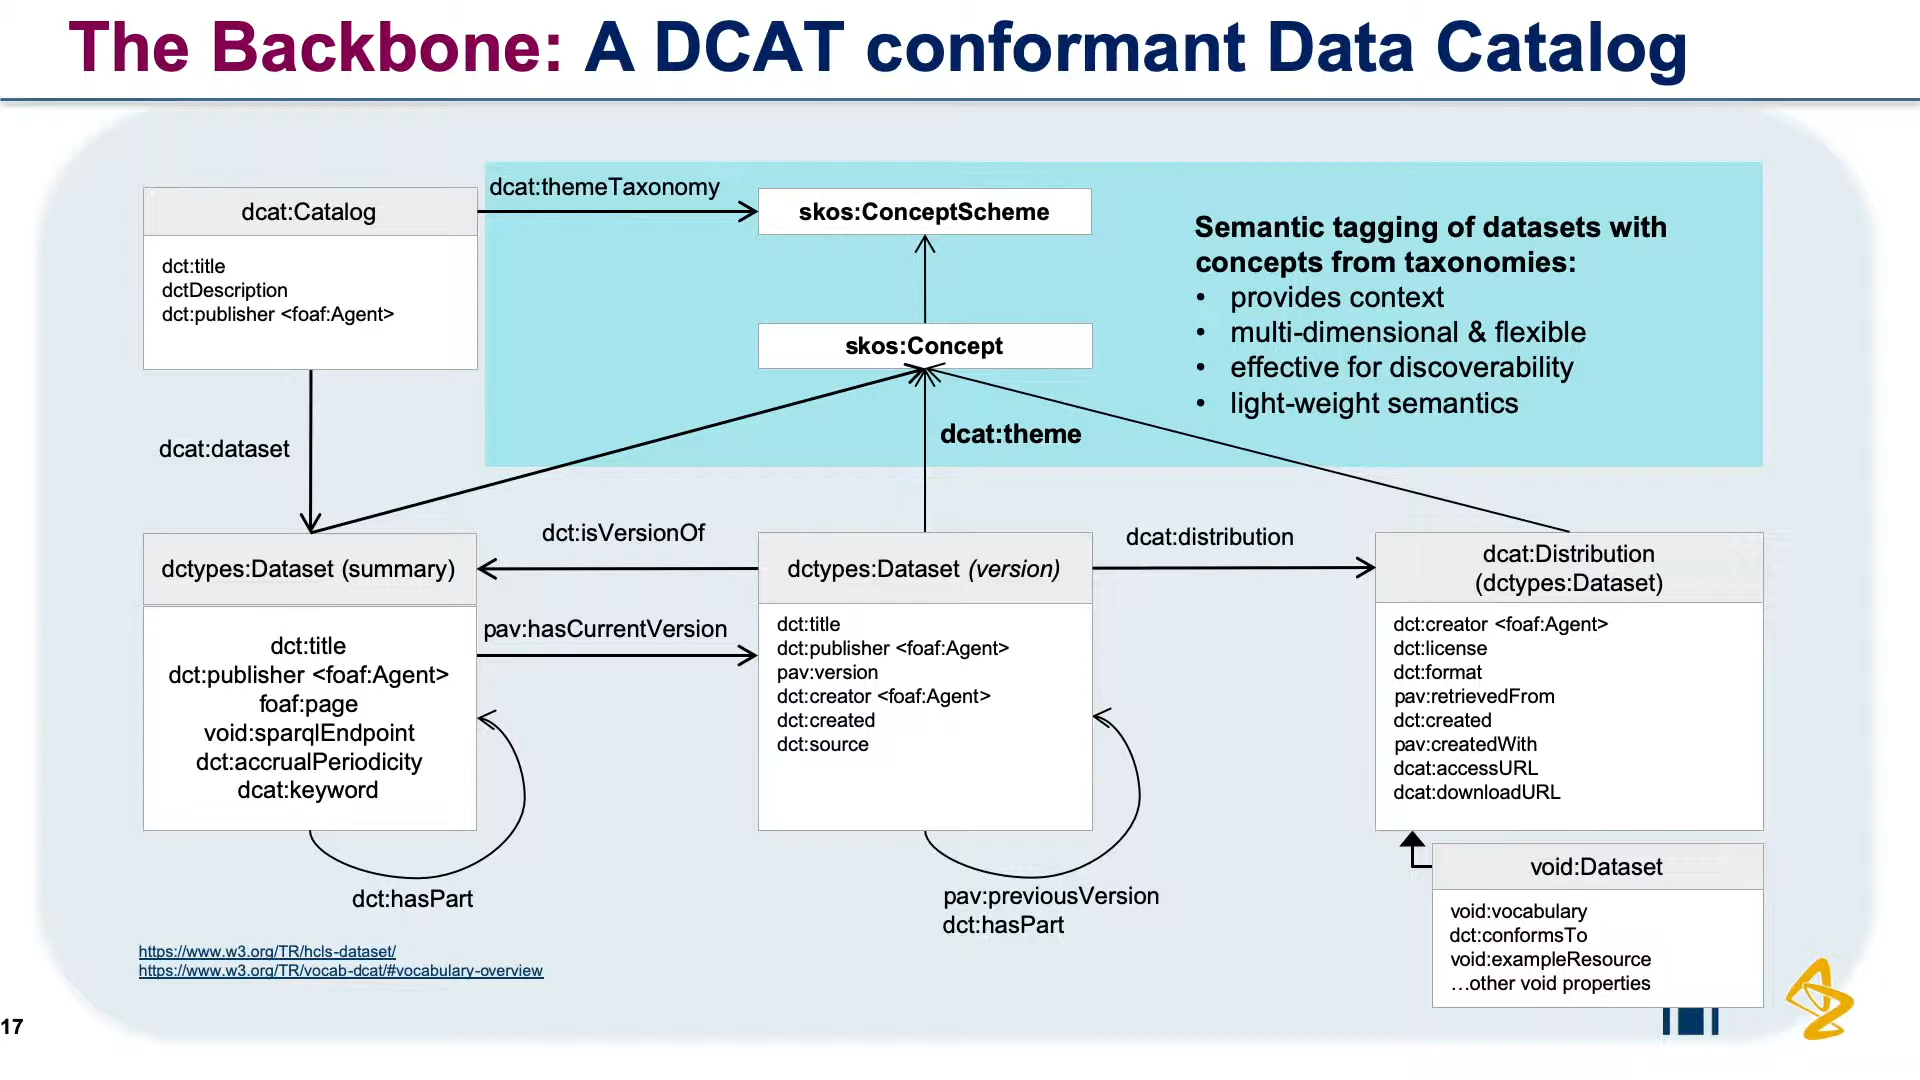 The Backbone: A DCAT conformant Data Catalog
dcat:Catalog
dct:title
dctDescription
dct:publisher <foaf:Agent>
dcat:themeTaxonomy
skos:ConceptScheme
skos:Concept
Semantic tagging of datasets with
concepts from taxonomies:
• provides context
• multi-dimensional & flexible
• effective for discoverability
• light-weight semantics
dcat:theme
dcat:dataset
dctypes:Dataset (summary)
dct:title
dct:publisher <foaf:Agent>
foaf:page
void:sparqlEndpoint
dct:accrualPeriodicity
dcat:keyword
dct:hasPart
dct:isVersionOf
pav:hasCurrentVersion
dctypes:Dataset (version)
dct:title
dct:publisher <foaf:Agent>
pav:version
dct:creator <foaf:Agent>
dct:created
dct:source
pav:previousVersion
dct:hasPart
dcat:distribution
dcat:Distribution
(dctypes:Dataset)
dct:creator <foaf:Agent>
dct:license
dct:format
pav:retrievedFrom
dct:created
pav:createdWith
dcat:accessURL
dcat:downloadURL
void:Dataset
void:vocabulary
dct:conformsTo
void:exampleResource
…other void properties
https://www.w3.org/TR/hcls-dataset/
https://www.w3.org/TR/vocab-dcat/#vocabulary-overview
17